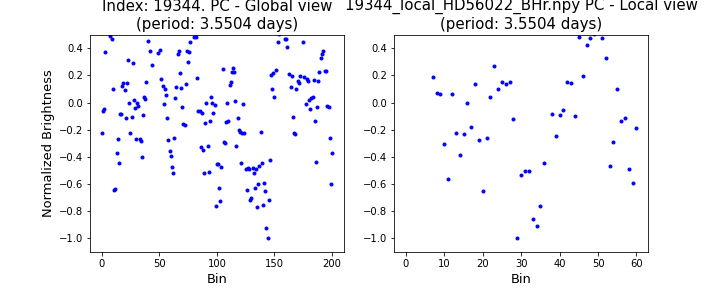 Index: 19344. PC - Global view
(period: 3.5504 days)
19344_local_HD56022_BHr.npy PC - Local view
(period: 3.5504 days)
Normalized Brightness
0.4
0.2
0.0
−0.2
−0.4
−0.6
−0.8
−1.0
0 50 100 150 200
Bin
0.4
0.2
0.0
−0.2
−0.4
−0.6
−0.8
−1.0
0 10 20 30 40 50 60
Bin